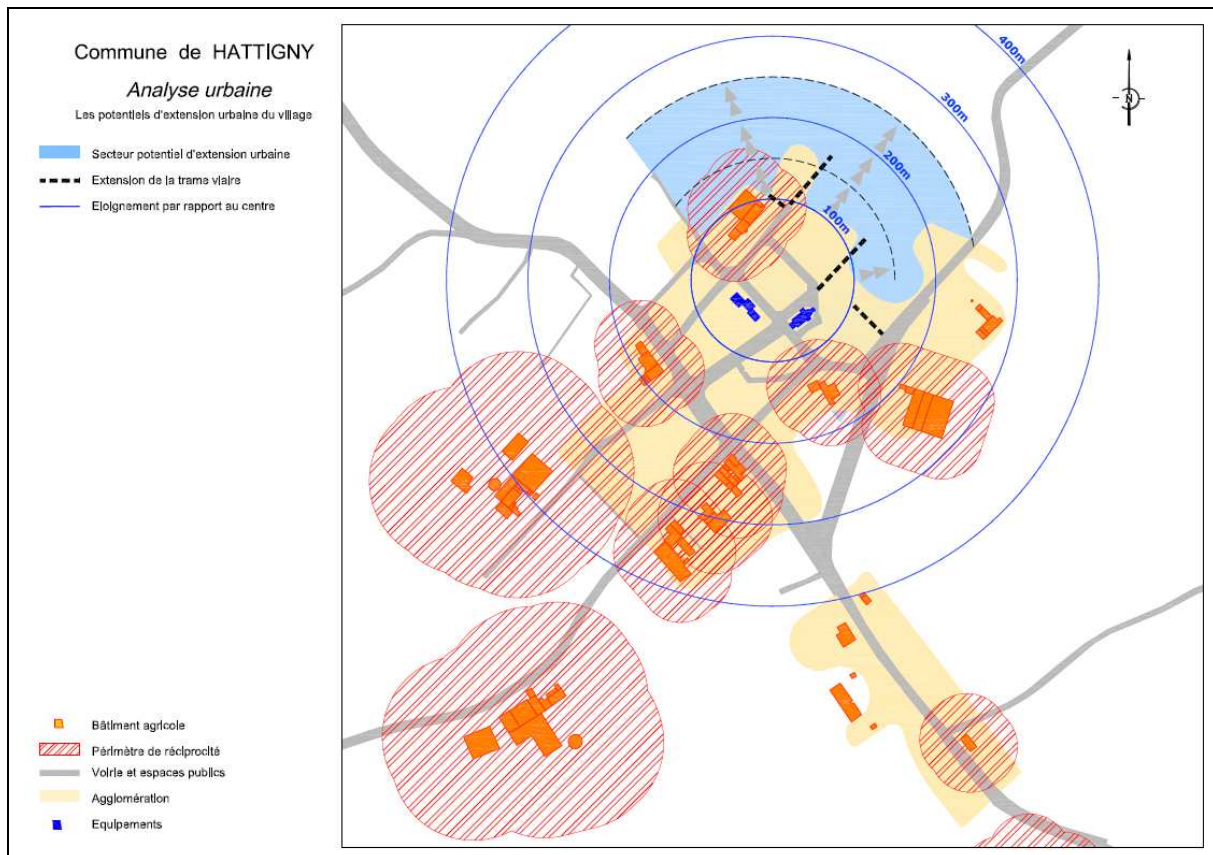 Commune de HATTIGNY
Analyse urbaine
Les potentiels d'extension urbaine du village
Secteur potentiel d'extension urbaine
Extension de la trame viaire
Eloignement par rapport au centre
400m
300m
200m
100m
N
Bâtiment agricole
Périmètre de réciprocité
Voirie et espaces publics
Agglomération
Equipements